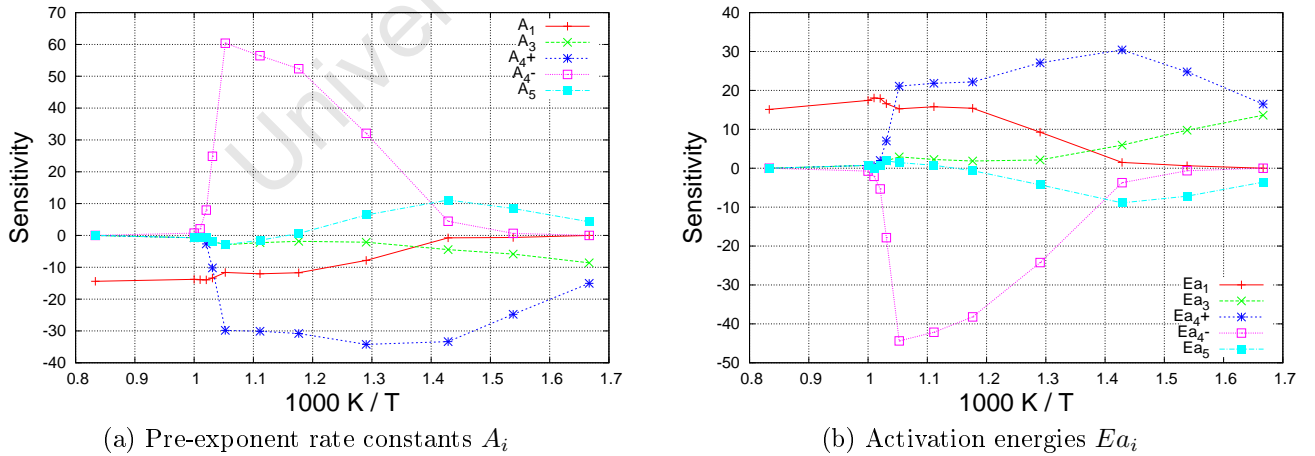 70
60
50
40
30
20
10
0
-10
-20
-30
-40
0.8 0.9 1 1.1 1.2 1.3 1.4 1.5 1.6 1.7
Sensitivity
1000 K / T
A1
A3
A4+
A4-
A5
Univer
(a) Pre-exponent rate constants Ai
40
30
20
10
0
-10
-20
-30
-40
-50
0.8 0.9 1 1.1 1.2 1.3 1.4 1.5 1.6 1.7
Sensitivity
1000 K / T
Ea1
Ea3
Ea4+
Ea4-
Ea5
(b) Activation energies Eai